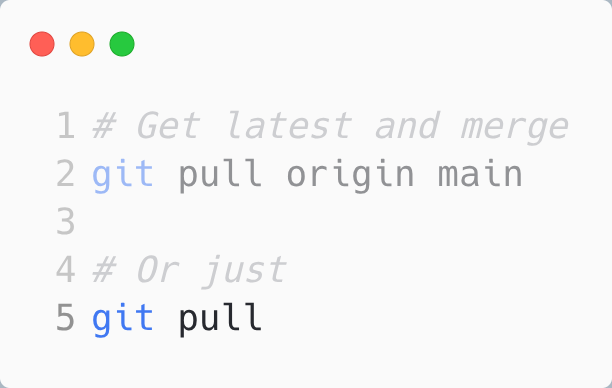 1 # Get latest and merge
2 git pull origin main
3
4 # Or just
5 git pull